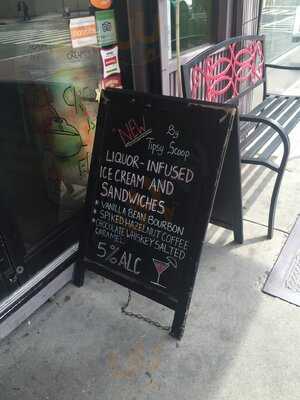 NEW
By
Tipsy Scoop
LIQUOR-INFUSED
ICE CREAM AND
SANDWICHES
* VANILLA BEAN BOURBON
* SPIKED HAZELNUT COFFEE
* CHOCOLATE WHISKEY SALTED
CARAMEL
5% ALC